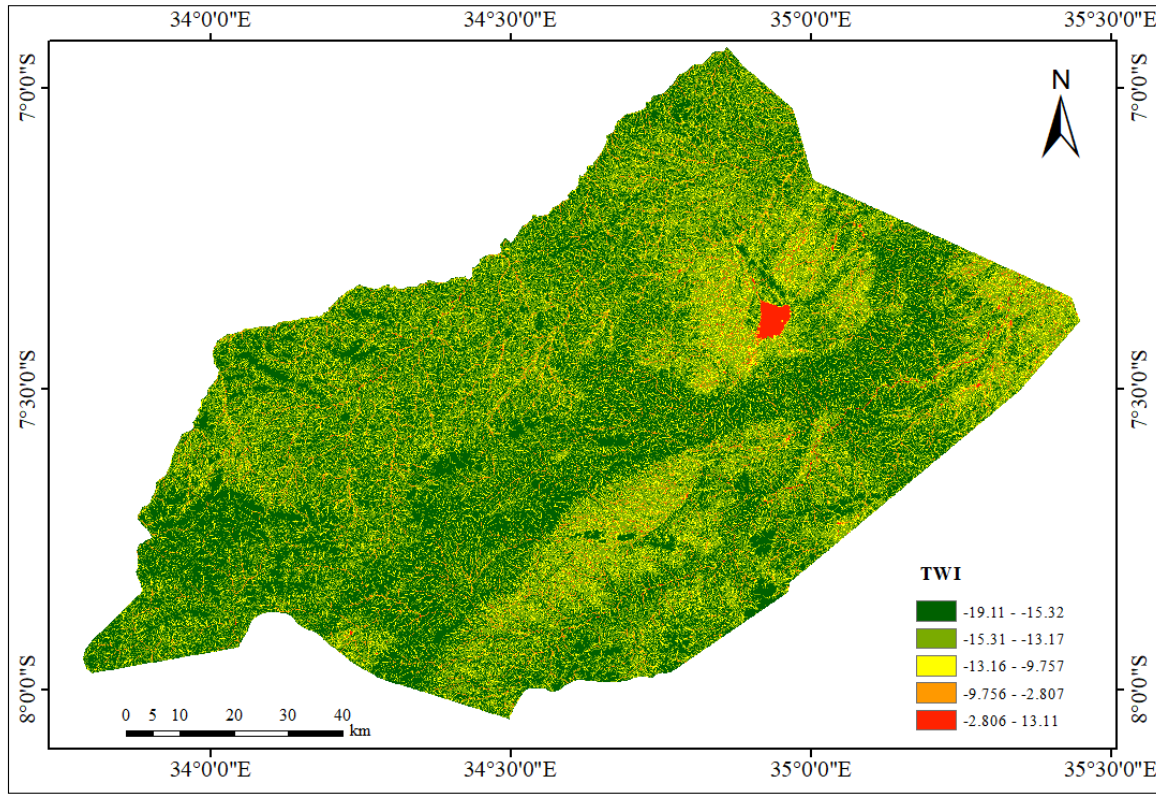 34°0'0"E 34°30'0"E 35°0'0"E 35°30'0"E
7°0'0"S 7°0'0"S
N
7°30'0"S 7°30'0"S
8°0'0"S 8°0'0"S
TWI
-19.11 - -15.32
-15.31 - -13.17
-13.16 - -9.757
-9.756 - -2.807
-2.806 - 13.11
0 5 10 20 30 40
km
34°0'0"E 34°30'0"E 35°0'0"E 35°30'0"E